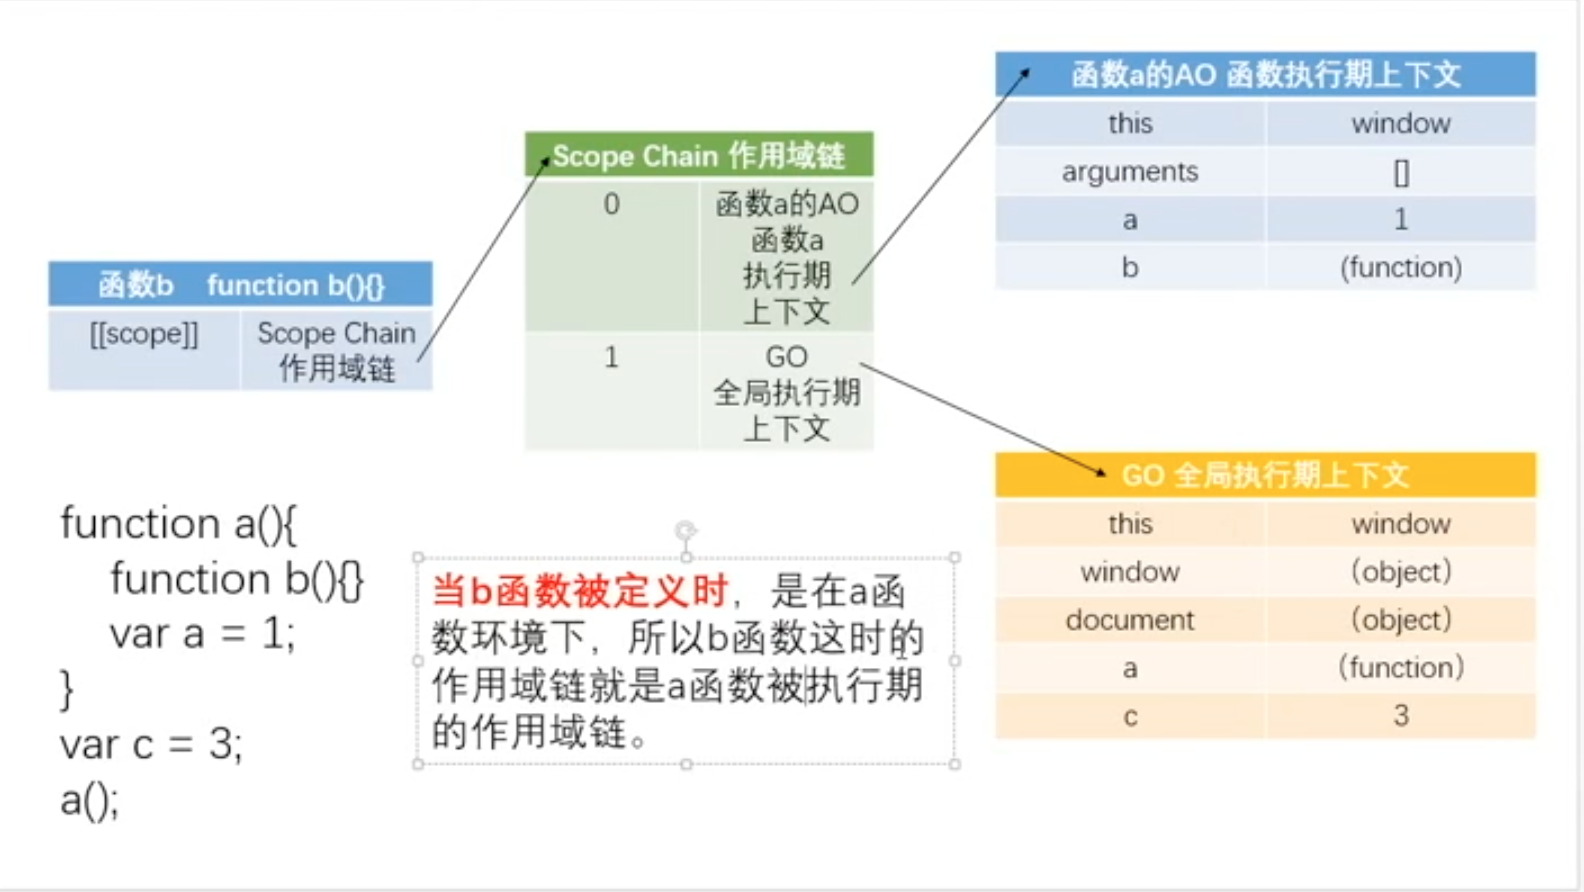 函数a的AO 函数执行期上下文
this window
arguments []
a 1
b (function)
Scope Chain 作用域链
0 函数a的AO
函数a
执行期
上下文
1 GO
全局执行期
上下文
函数b function b(){}
[[scope]] Scope Chain
作用域链
GO 全局执行期上下文
this window
window （object）
document （object）
a （function）
c 3
function a(){
function b(){}
var a = 1;
}
var c = 3;
a();
当b函数被定义时，是在a函
数环境下，所以b函数这时的
作用域链就是a函数被执行期
的作用域链。